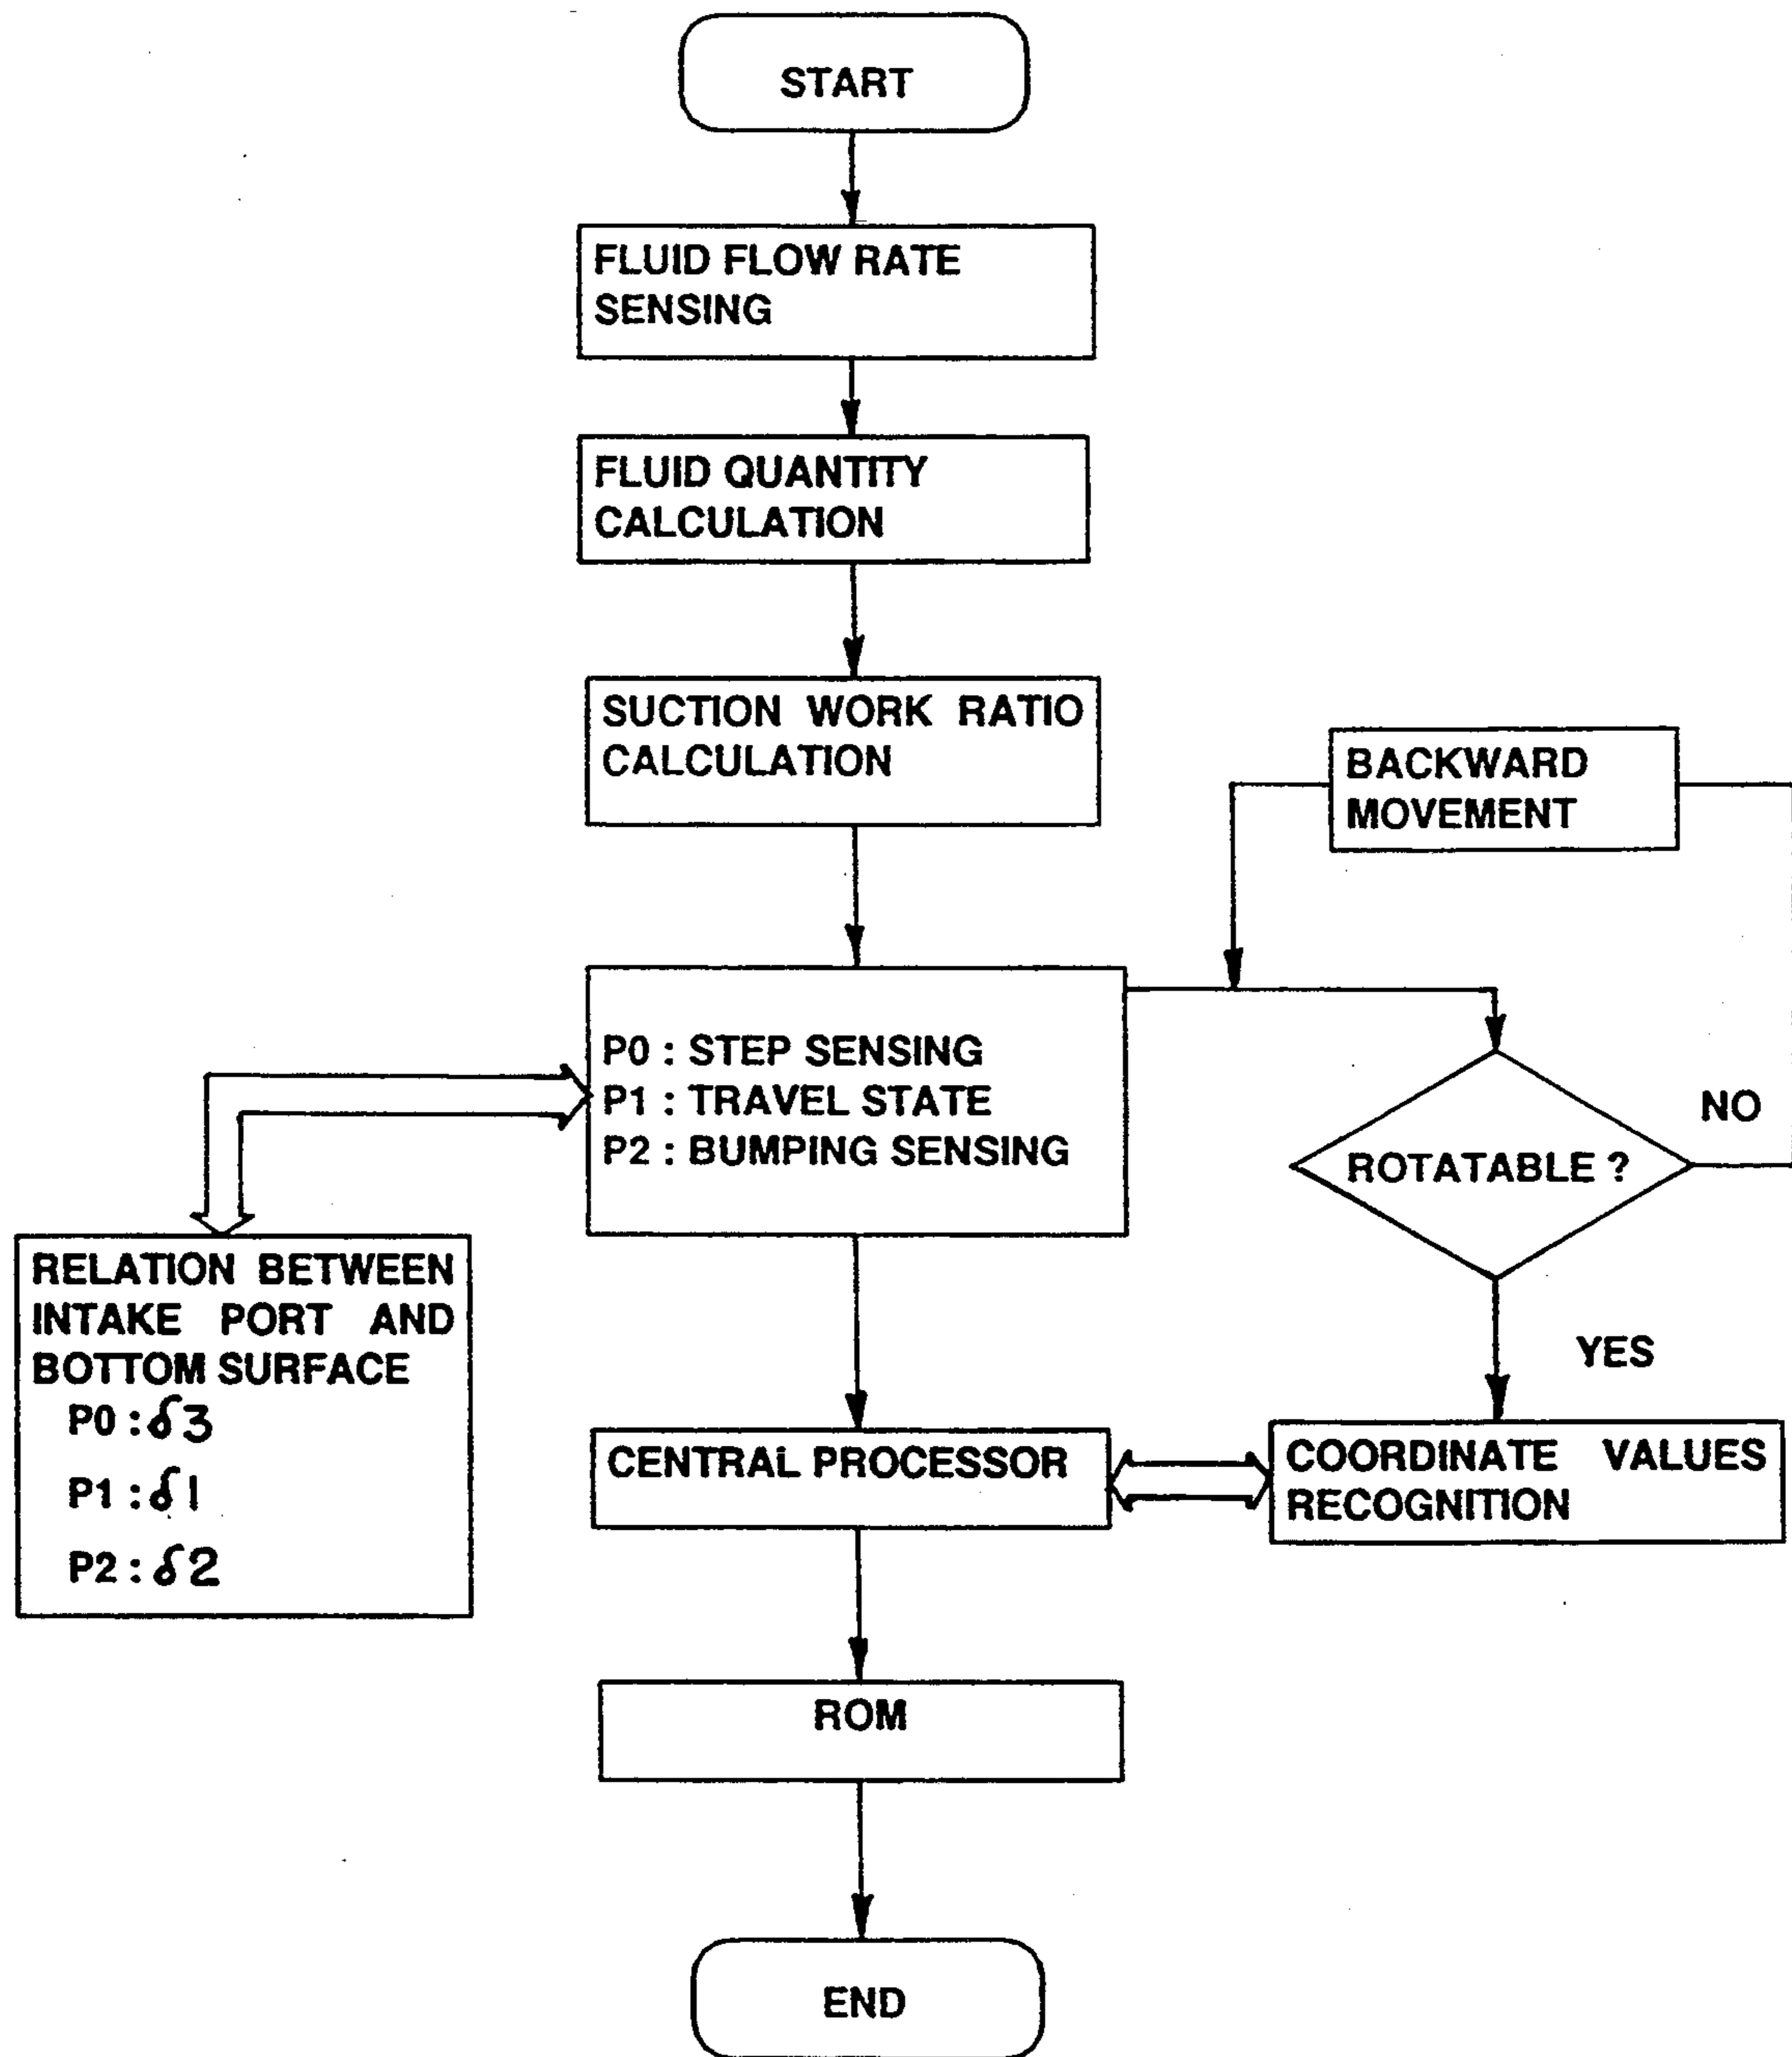 START
FLUID FLOW RATE
SENSING
FLUID QUANTITY
CALCULATION
SUCTION WORK RATIO
CALCULATION
BACKWARD
MOVEMENT
P0 : STEP SENSING
P1 : TRAVEL STATE
P2 : BUMPING SENSING
NO
ROTATABLE ?
YES
RELATION BETWEEN
INTAKE PORT AND
BOTTOM SURFACE
P0 : δ3
P1 : δ1
P2 : δ2
CENTRAL PROCESSOR
COORDINATE VALUES
RECOGNITION
ROM
END